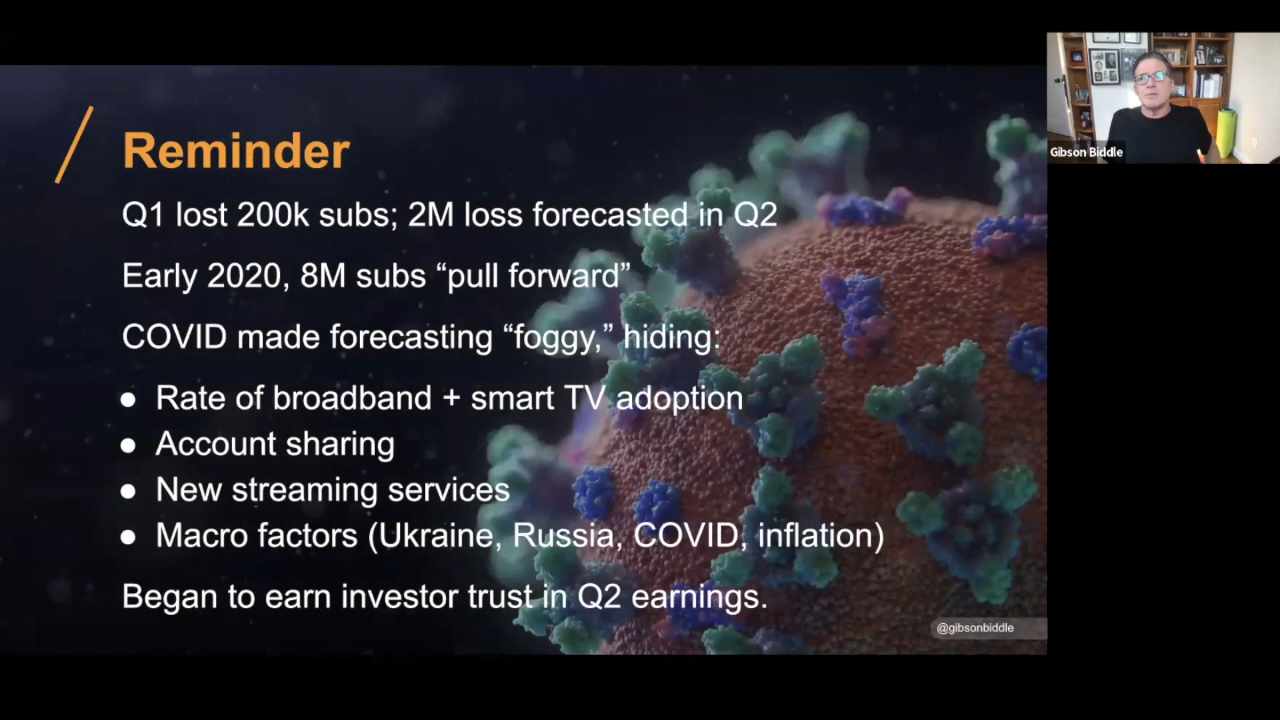 Reminder
Q1 lost 200k subs; 2M loss forecasted in Q2
Early 2020, 8M subs “pull forward”
COVID made forecasting “foggy,” hiding:
● Rate of broadband + smart TV adoption
● Account sharing
● New streaming services
● Macro factors (Ukraine, Russia, COVID, inflation)
Began to earn investor trust in Q2 earnings.
@gibsonbiddle
Gibson Biddle